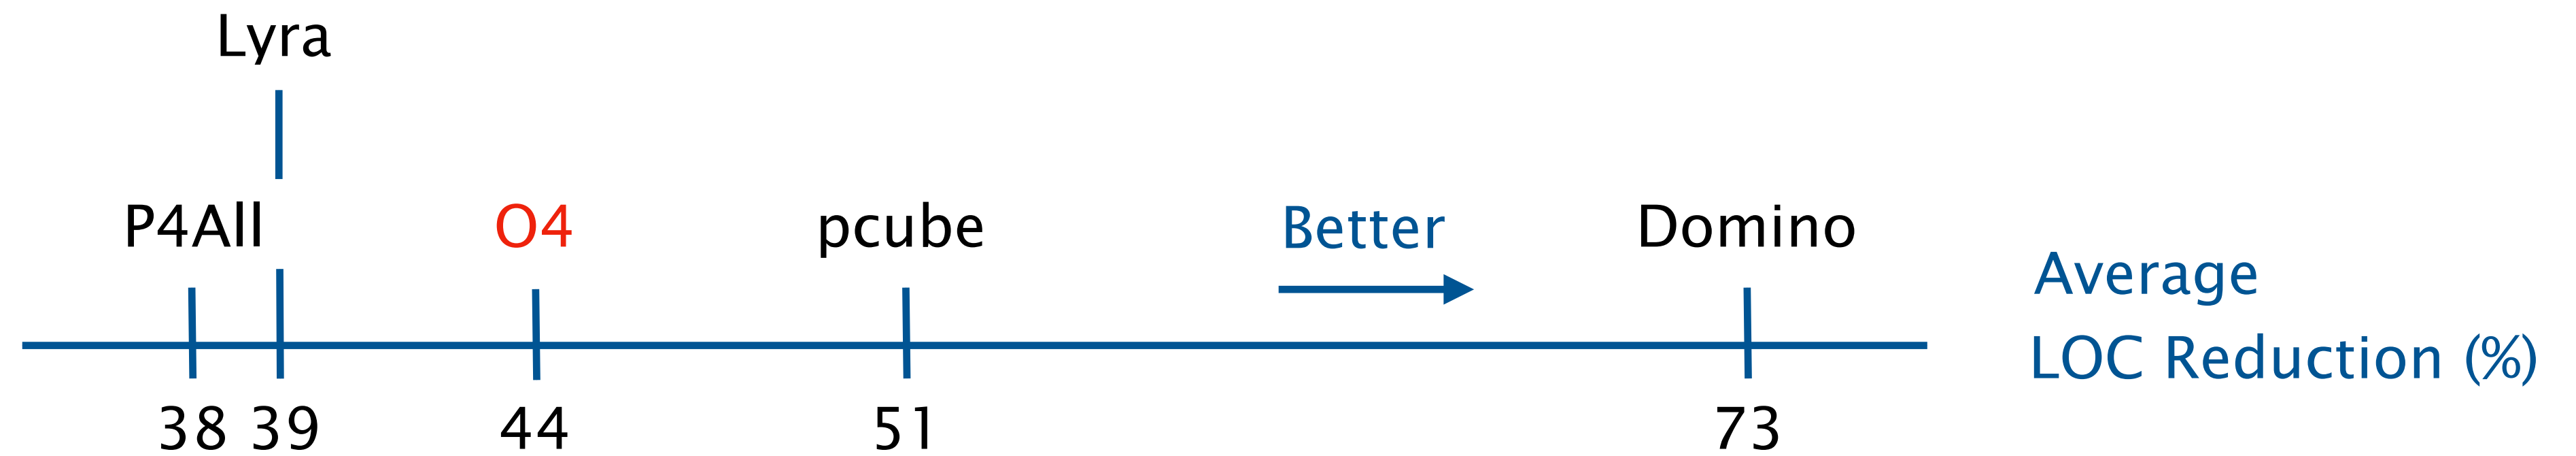 Lyra
P4All O4 pcube Better Domino
Average
LOC Reduction (%)
38 39 44 51 73